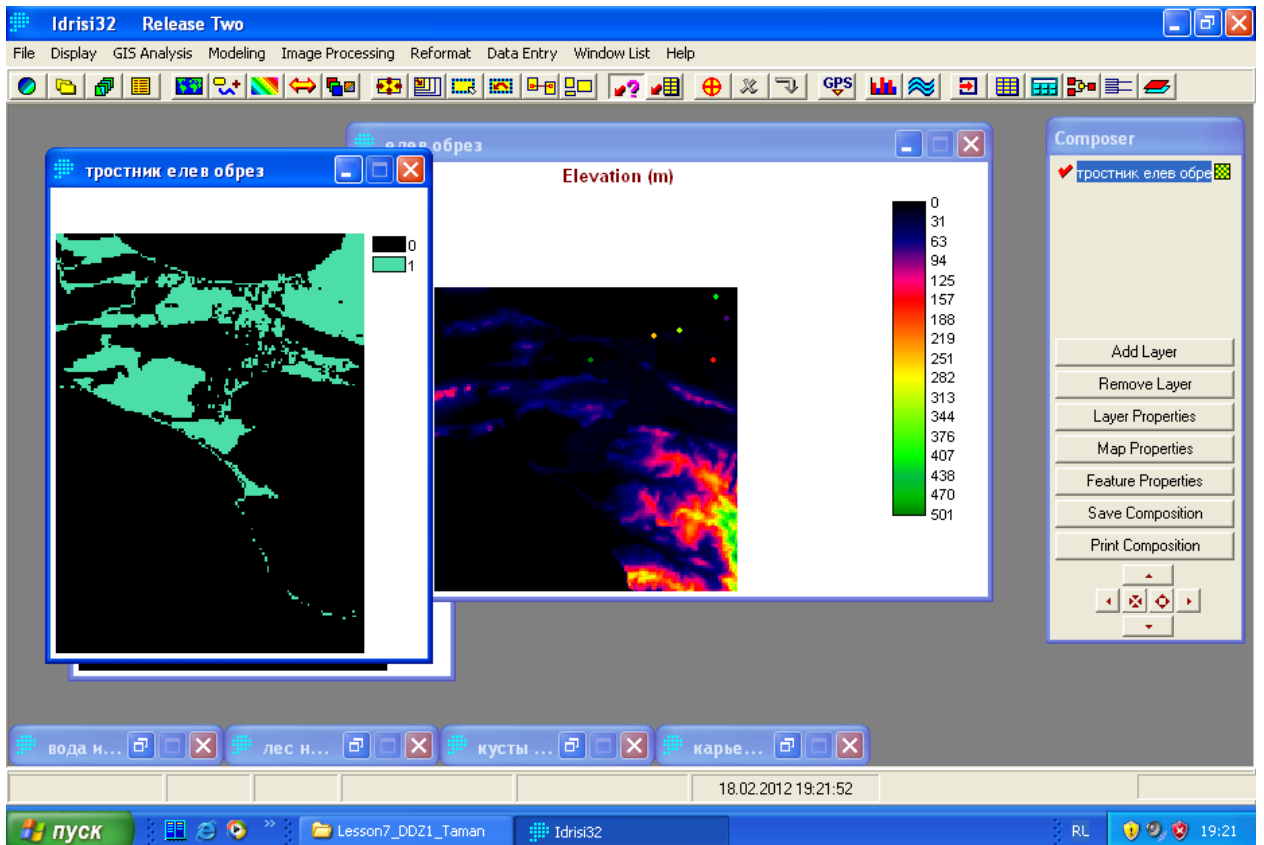 Idrisi32 Release Two
File Display GIS Analysis Modeling Image Processing Reformat Data Entry Window List Help
GPS
елев обрез
Elevation (m)
0
31
63
94
125
157
188
219
251
282
313
344
376
407
438
470
501
тростник елев обрез
0
1
Composer
тростник елев обре
Add Layer
Remove Layer
Layer Properties
Map Properties
Feature Properties
Save Composition
Print Composition
вода и...
лес н...
кусты ...
карье...
18.02.2012 19:21:52
пуск
»
Lesson7_DDZ1_Taman
Idrisi32
RL
19:21